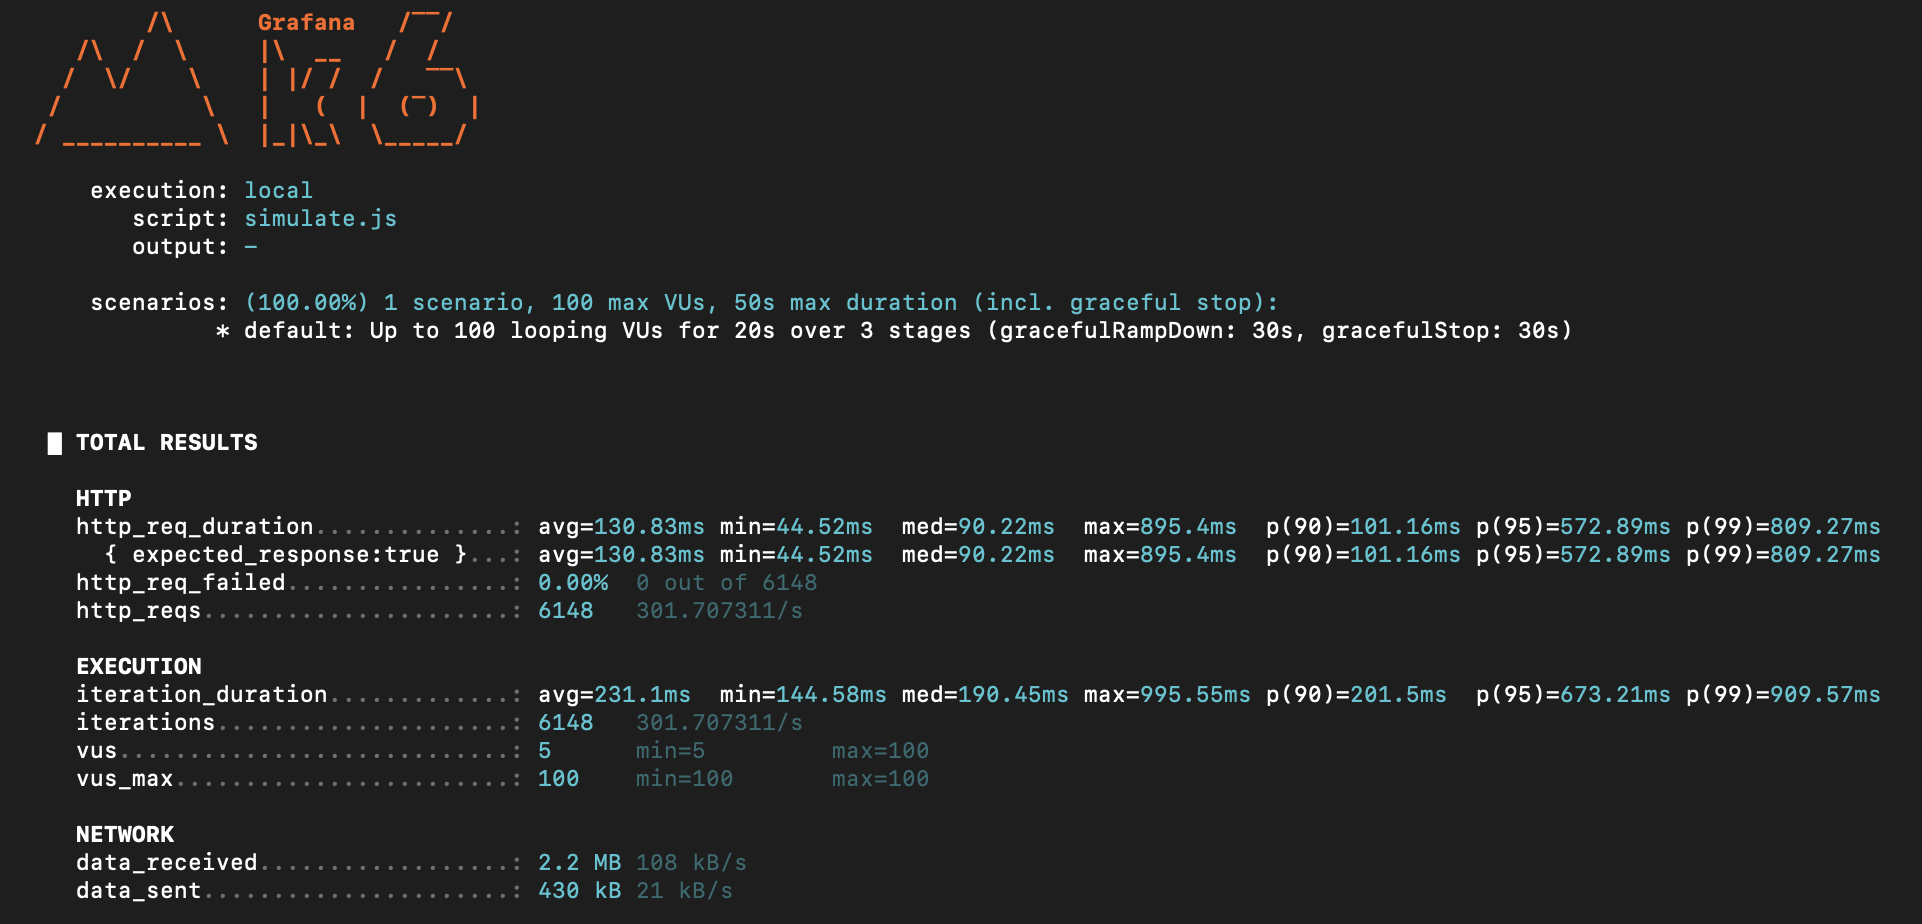 Grafana
execution: local
script: simulate.js
output: -
scenarios: (100.00%) 1 scenario, 100 max VUs, 50s max duration (incl. graceful stop):
* default: Up to 100 looping VUs for 20s over 3 stages (gracefulRampDown: 30s, gracefulStop: 30s)
█ TOTAL RESULTS
HTTP
http_req_duration..............: avg=130.83ms min=44.52ms  med=90.22ms  max=895.4ms  p(90)=101.16ms p(95)=572.89ms p(99)=809.27ms
{ expected_response:true }...: avg=130.83ms min=44.52ms  med=90.22ms  max=895.4ms  p(90)=101.16ms p(95)=572.89ms p(99)=809.27ms
http_req_failed................: 0.00%  0 out of 6148
http_reqs......................: 6148   301.707311/s
EXECUTION
iteration_duration.............: avg=231.1ms  min=144.58ms med=190.45ms max=995.55ms p(90)=201.5ms  p(95)=673.21ms p(99)=909.57ms
iterations.....................: 6148   301.707311/s
vus............................: 5      min=5         max=100
vus_max........................: 100    min=100       max=100
NETWORK
data_received..................: 2.2 MB 108 kB/s
data_sent......................: 430 kB 21 kB/s